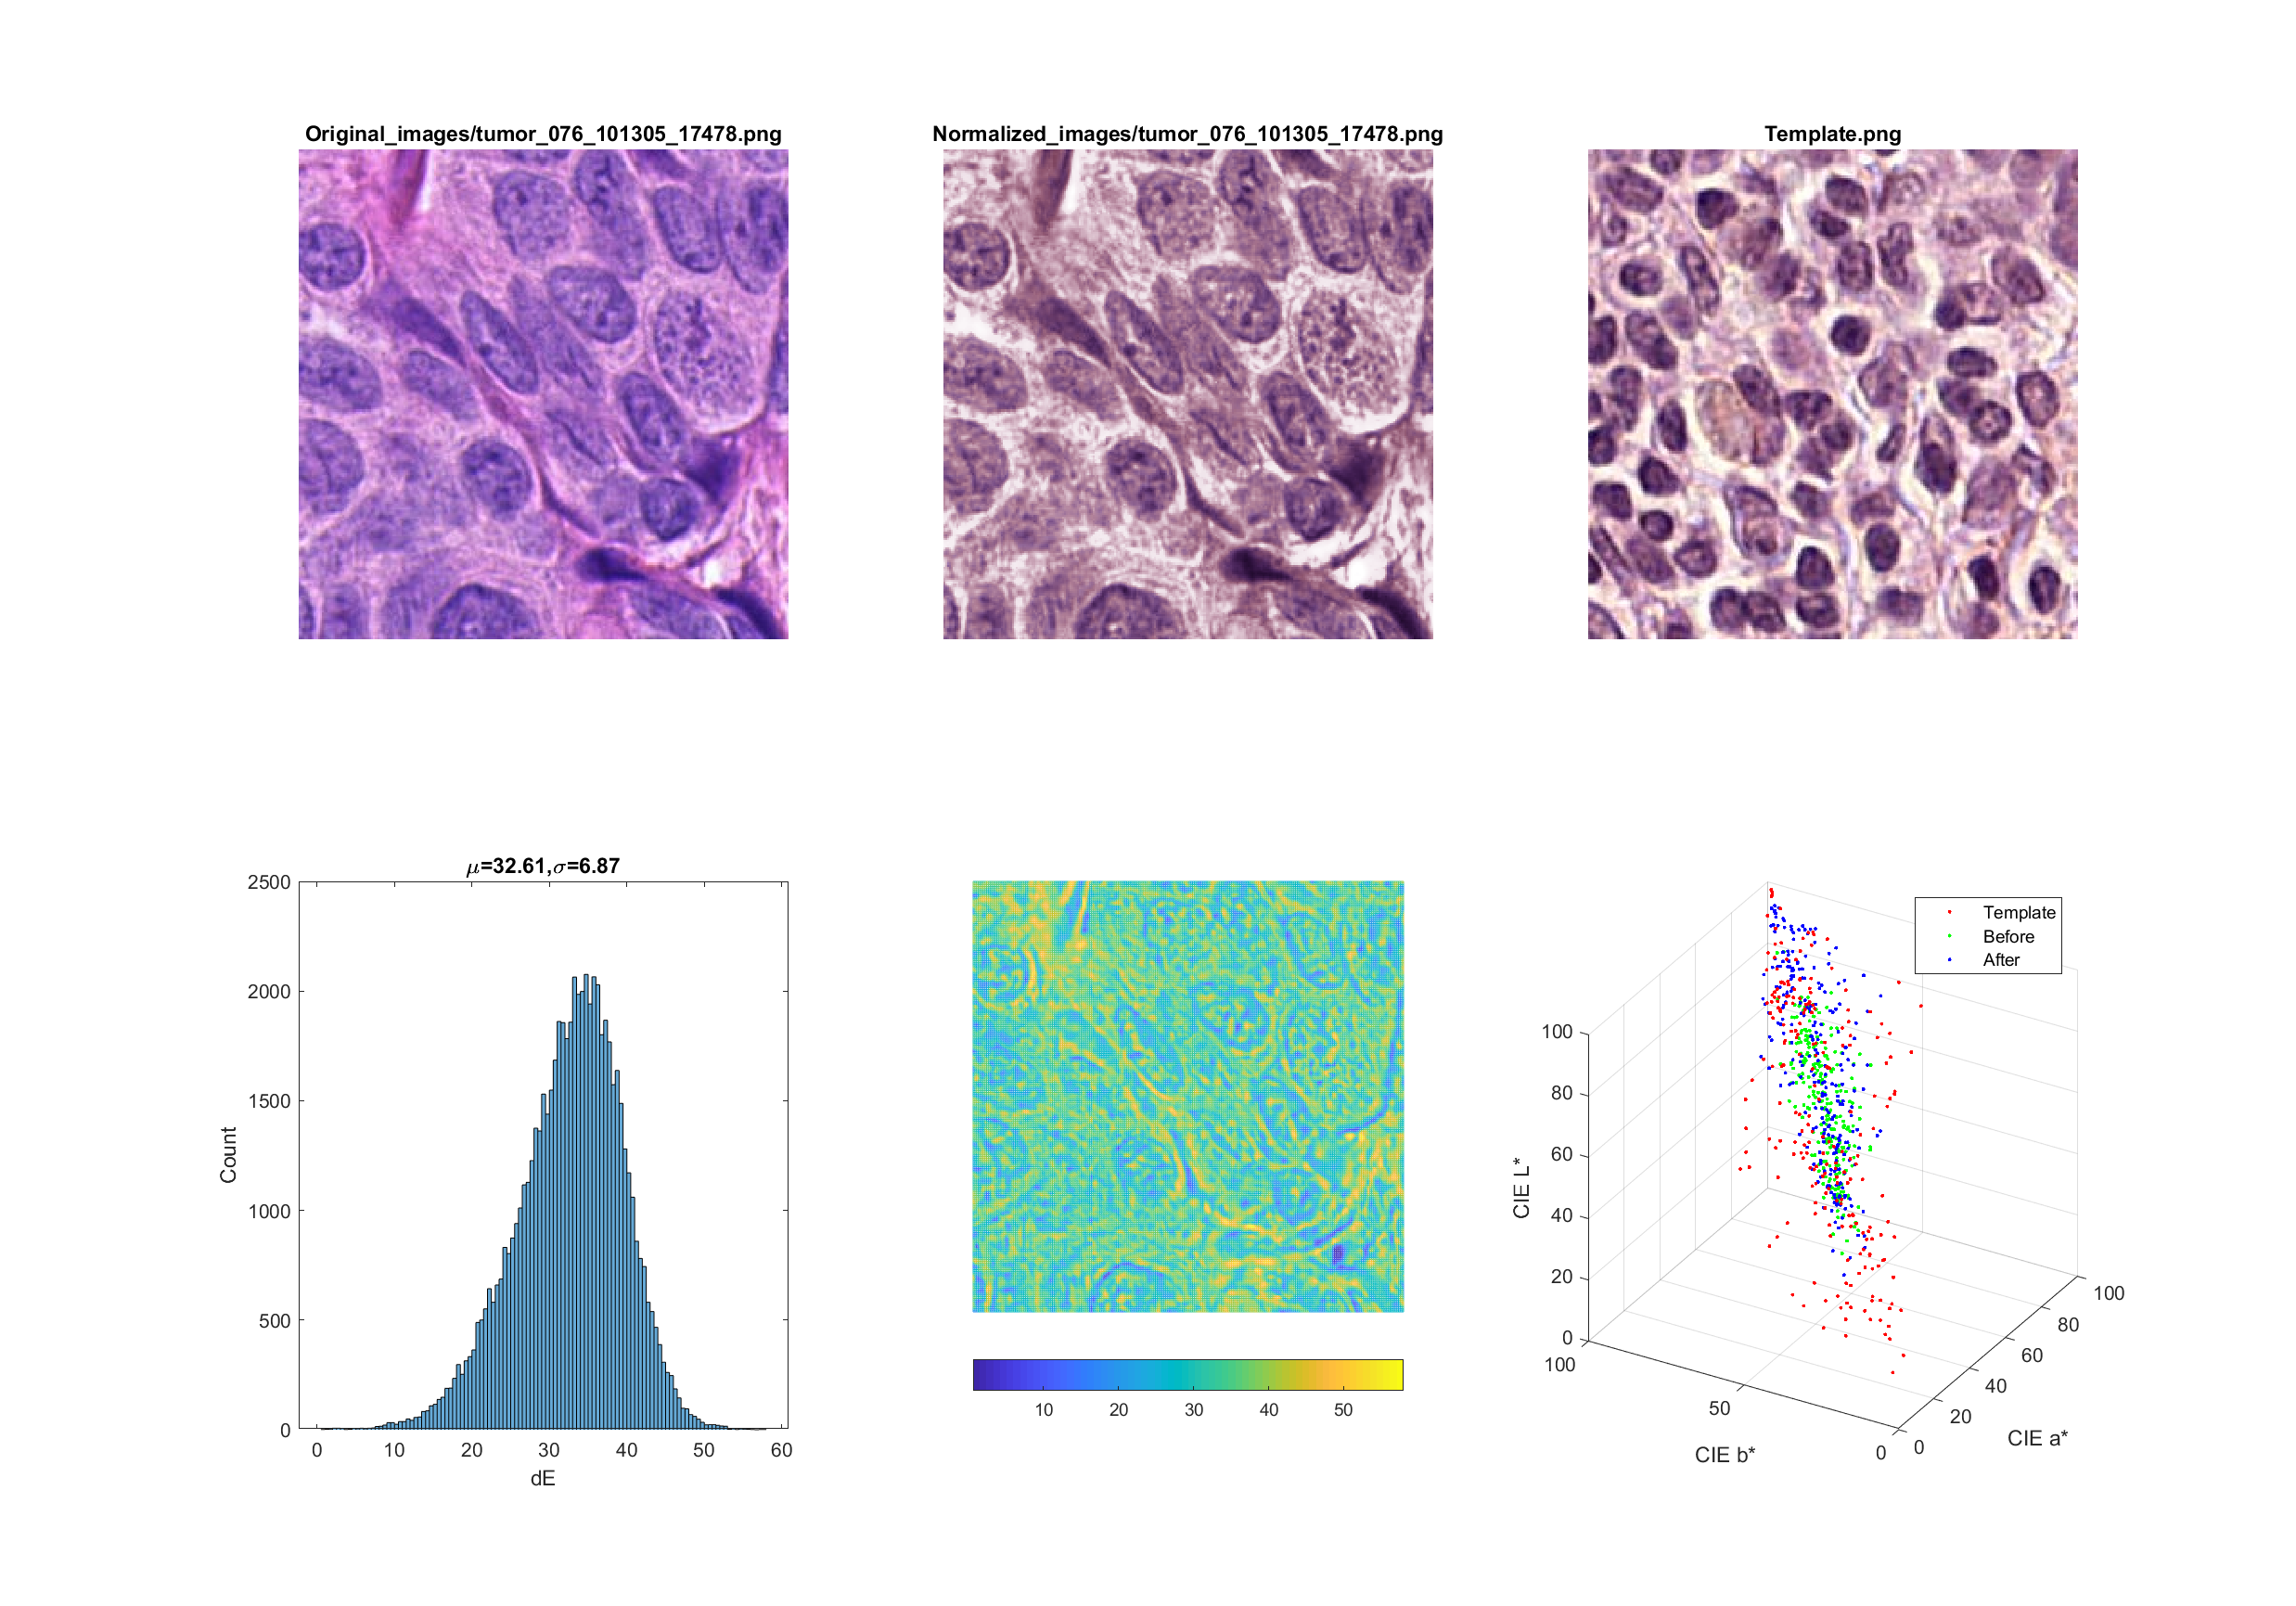 Original_images/tumor_076_101305_17478.png
Normalized_images/tumor_076_101305_17478.png
Template.png
μ=32.61,σ=6.87
2500
2000
1500
1000
500
0
Count
0 10 20 30 40 50 60
dE
10 20 30 40 50
Template
Before
After
100
80
60
40
20
0
CIE L*
100
50
0
CIE b*
0
20
40
60
80
100
CIE a*